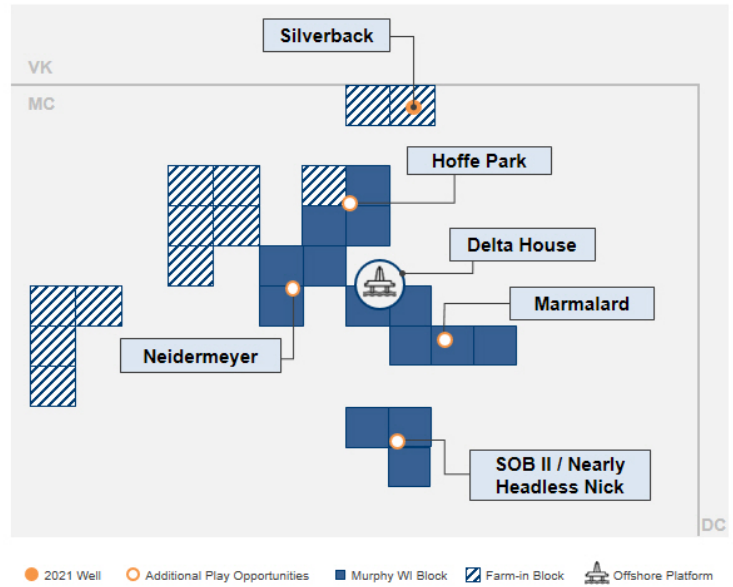 Silverback
VK
MC
Hoffe Park
Delta House
Marmalard
Neidermeyer
SOB II / Nearly
Headless Nick
DC
2021 Well
Additional Play Opportunities
Murphy WI Block
Farm-in Block
Offshore Platform